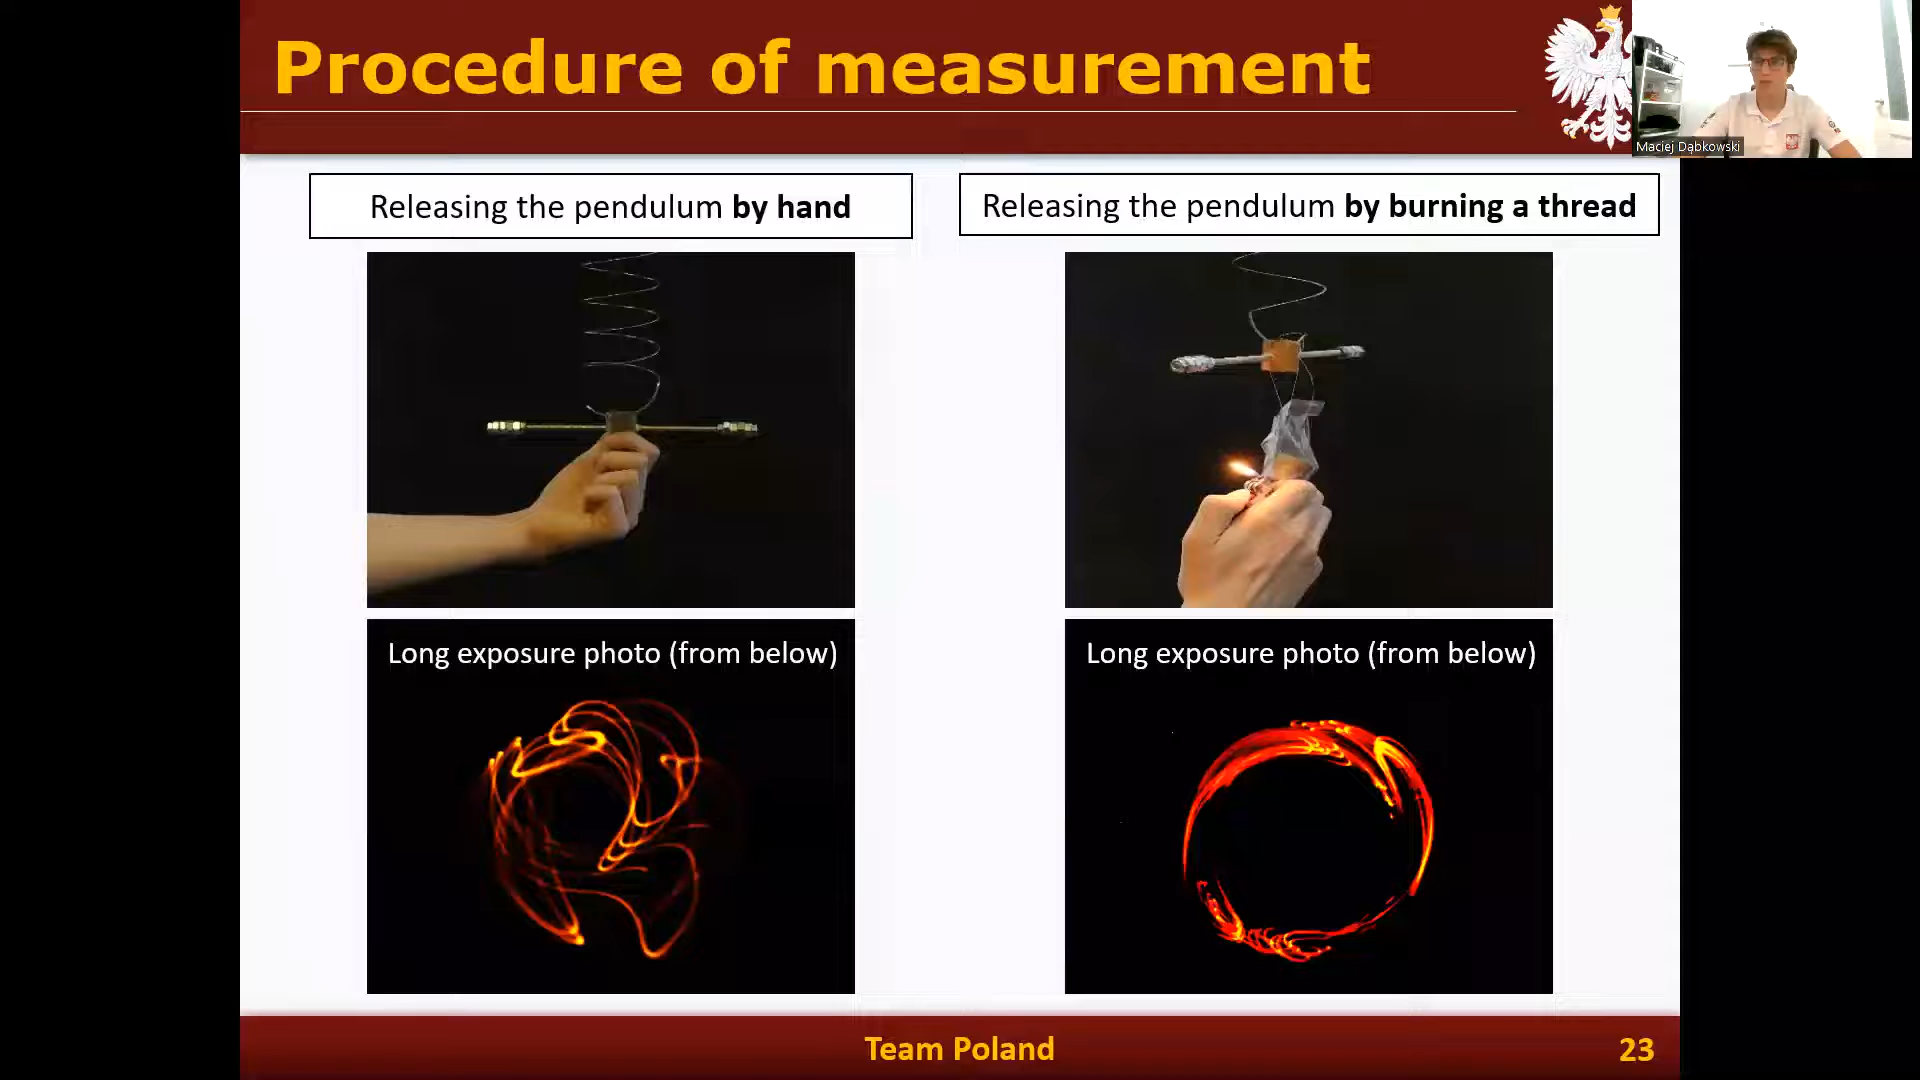 Procedure of measurement
Maciej Dąbkowski
Releasing the pendulum by hand
Releasing the pendulum by burning a thread
Long exposure photo (from below)
Long exposure photo (from below)
Team Poland
23